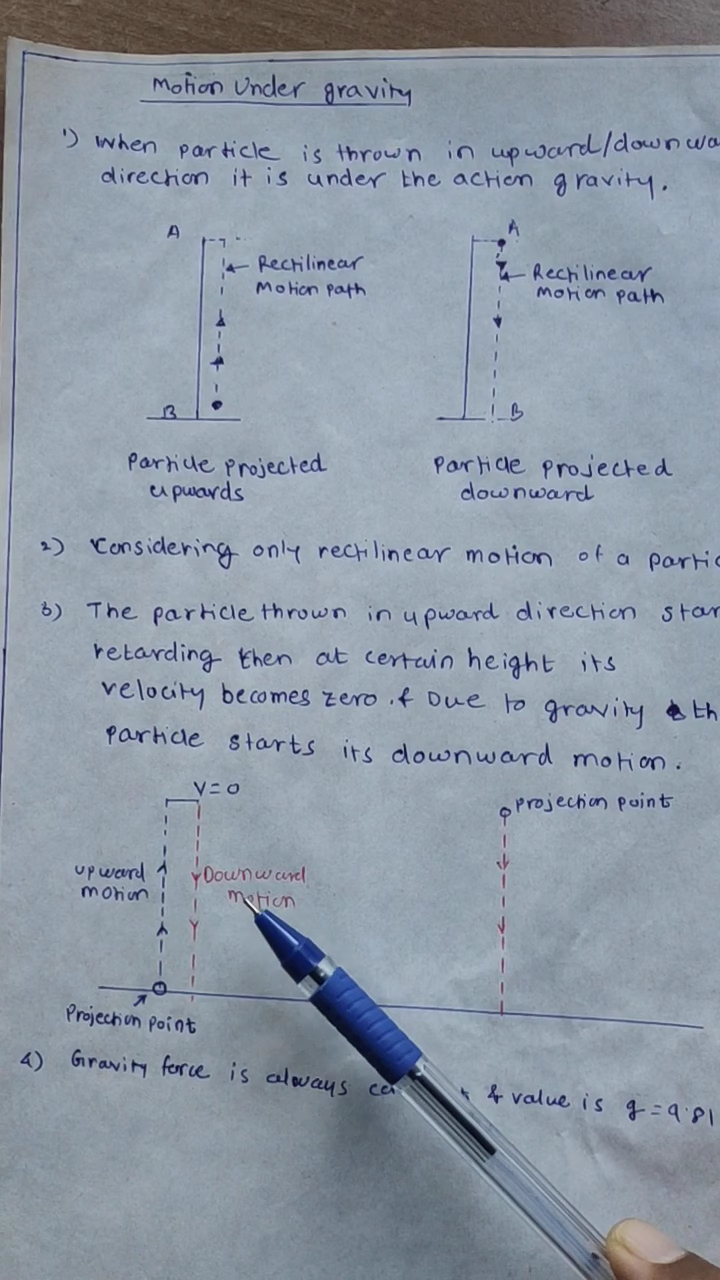 Motion Under gravity
1) When particle is thrown in upward/downwa
direction it is under the action gravity.
A
Rectilinear
Motion path
B
Particle projected
upwards
A
Rectilinear
Motion path
B
Particle projected
downward
2) Considering only rectilinear motion of a partic
3) The particle thrown in upward direction star
retarding then at certain height its
velocity becomes zero. & Due to gravity th
particle starts its downward motion.
V=0
upward
motion
Downward
motion
Projection point
projection point
4) Gravity force is always & value is g=9.81